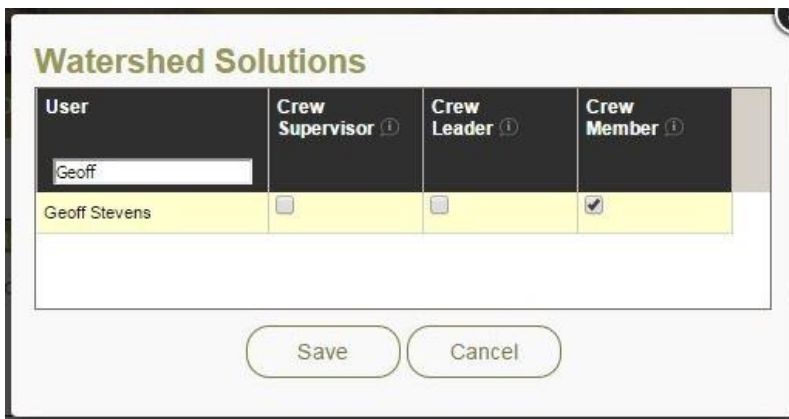 Watershed Solutions
User
Crew
Supervisor
Crew
Leader
Crew
Member
Geoff
Geoff Stevens
Save
Cancel